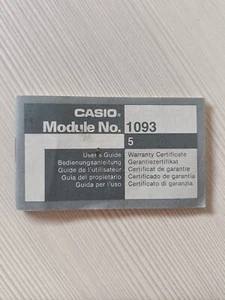 CASIO®
Module No. 1093
5
User's Guide Warranty Certificate
Bedienungsanleitung Garantiezertifikat
Guide de l'utilisateur Certificat de garantie
Guía del propietario Certificado de garantía
Guida per l'uso Certificato di garanzia